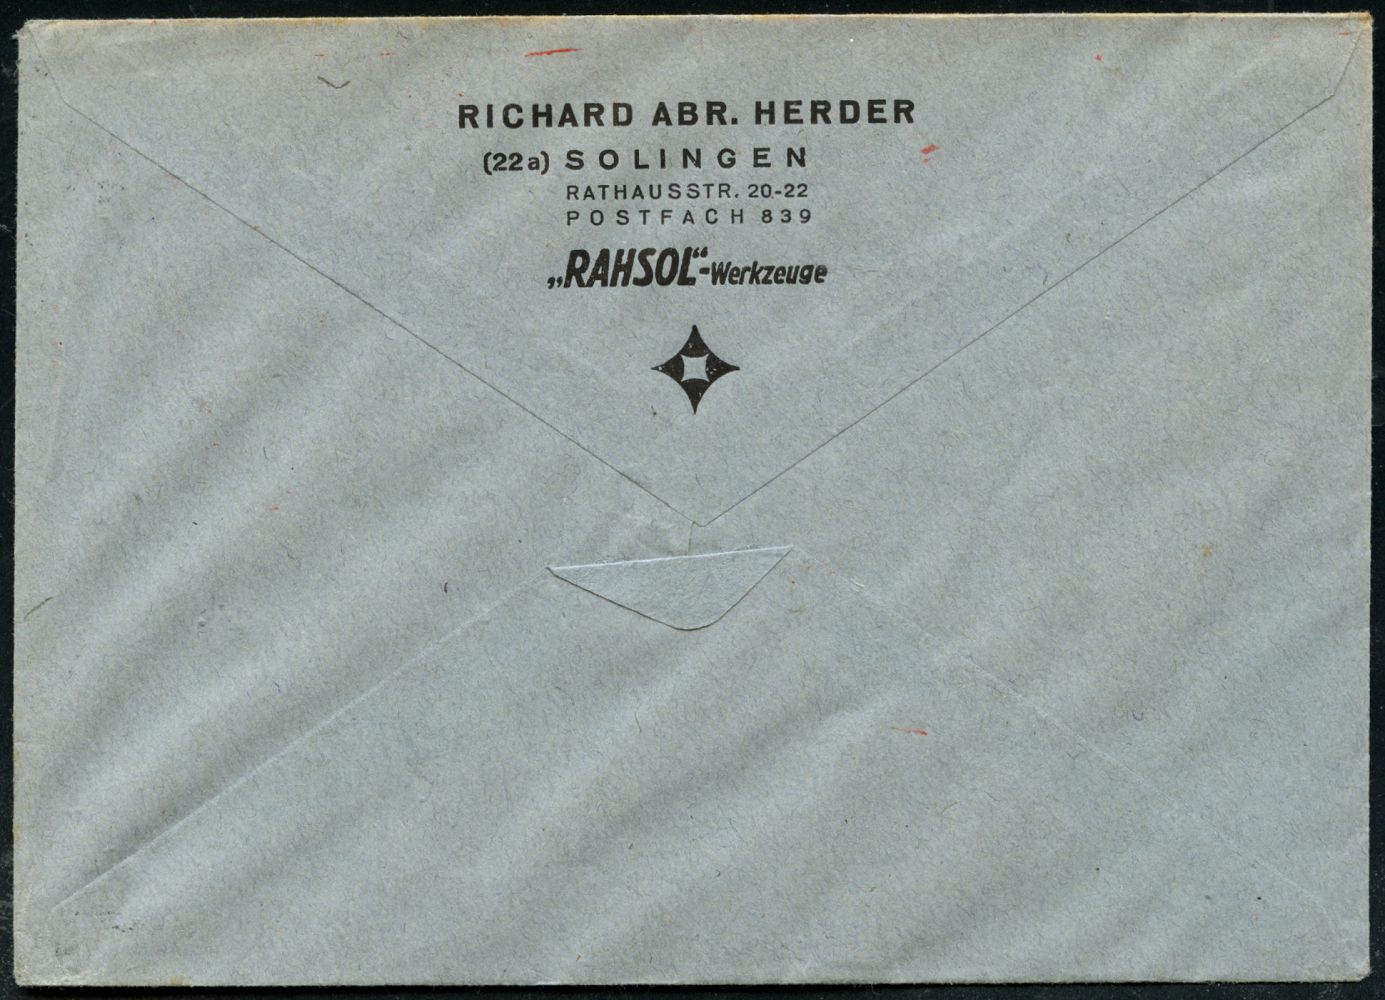 RICHARD ABR. HERDER
(22a) SOLINGEN
RATHAUSSTR. 20-22
POSTFACH 839
„RAHSOL“-Werkzeuge